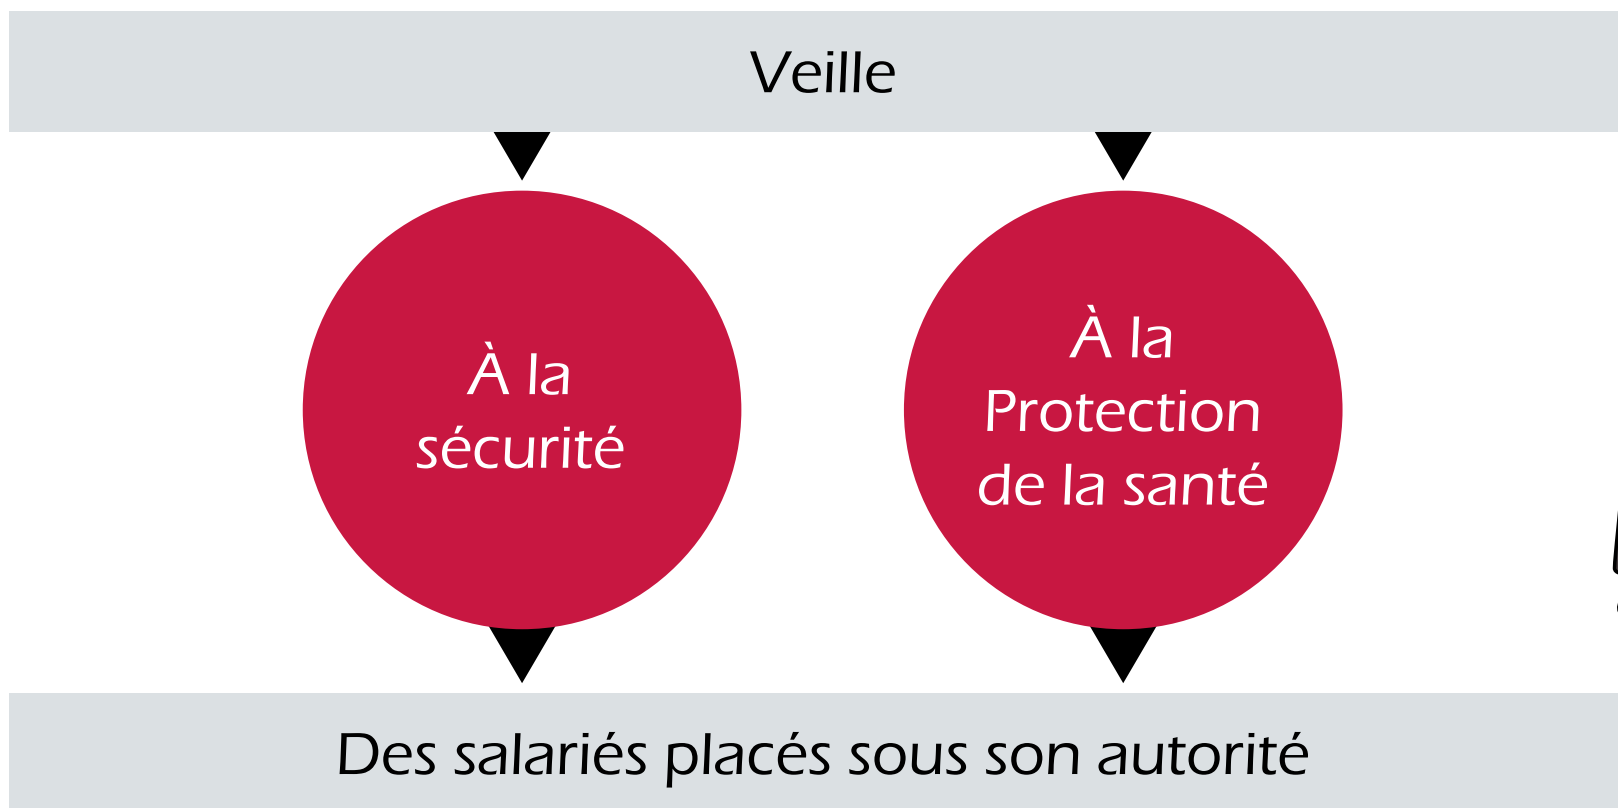 Veille
À la
sécurité
À la
Protection
de la santé
Des salariés placés sous son autorité